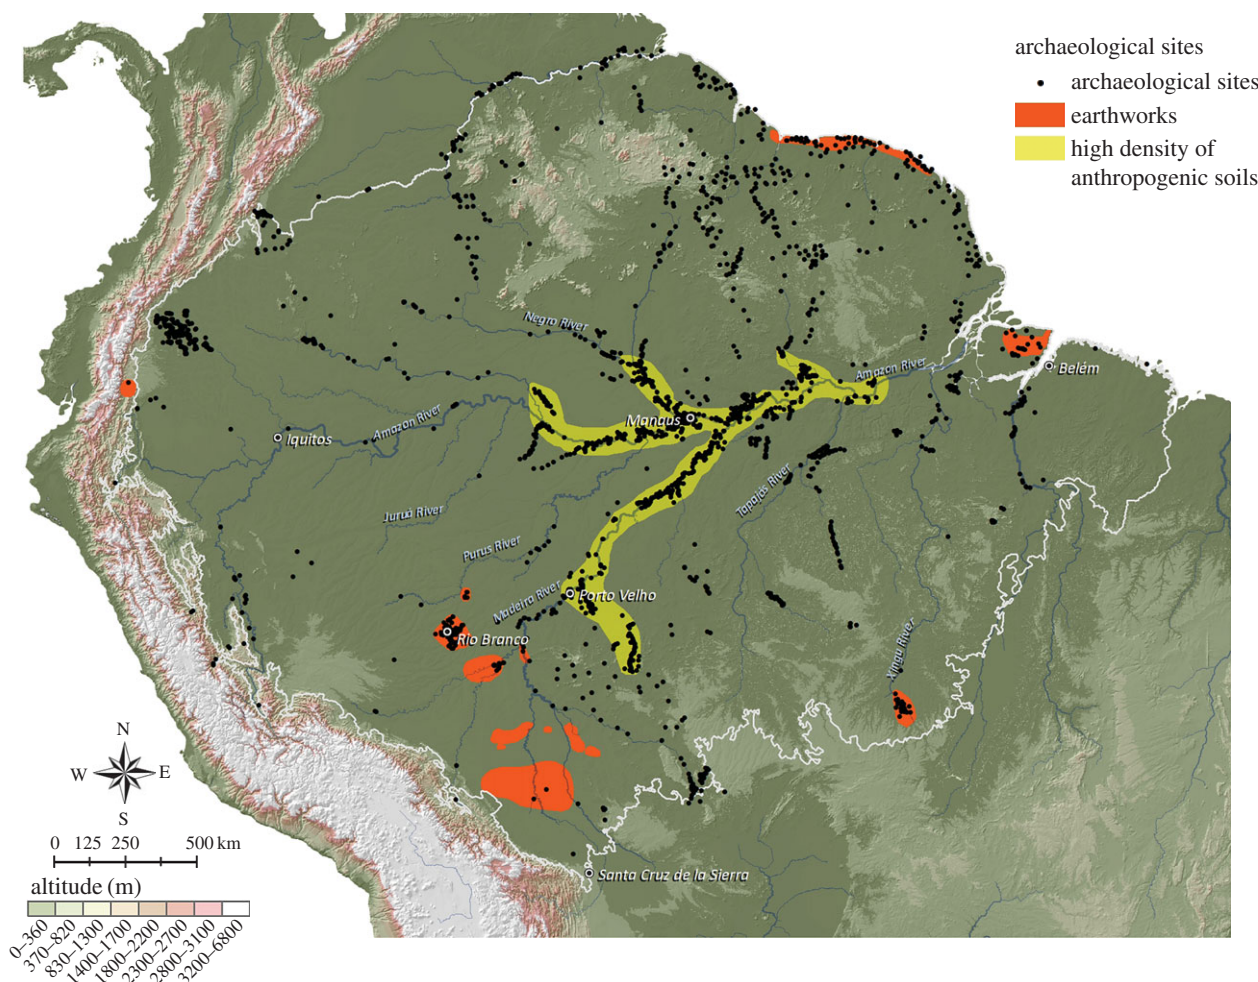 archaeological sites
archaeological sites
earthworks
high density of
anthropogenic soils
Negro River
Amazon River
Belém
Manaus
Amazon River
Iquitos
Tapajós River
Juruá River
Purus River
Madeira River
Porto Velho
Rio Branco
Xingu River
N
W
E
S
0 125 250 500 km
Santa Cruz de la Sierra
altitude (m)
0–360
370–820
830–1300
1400–1700
1800–2200
2300–2700
2800–3100
3200–6800